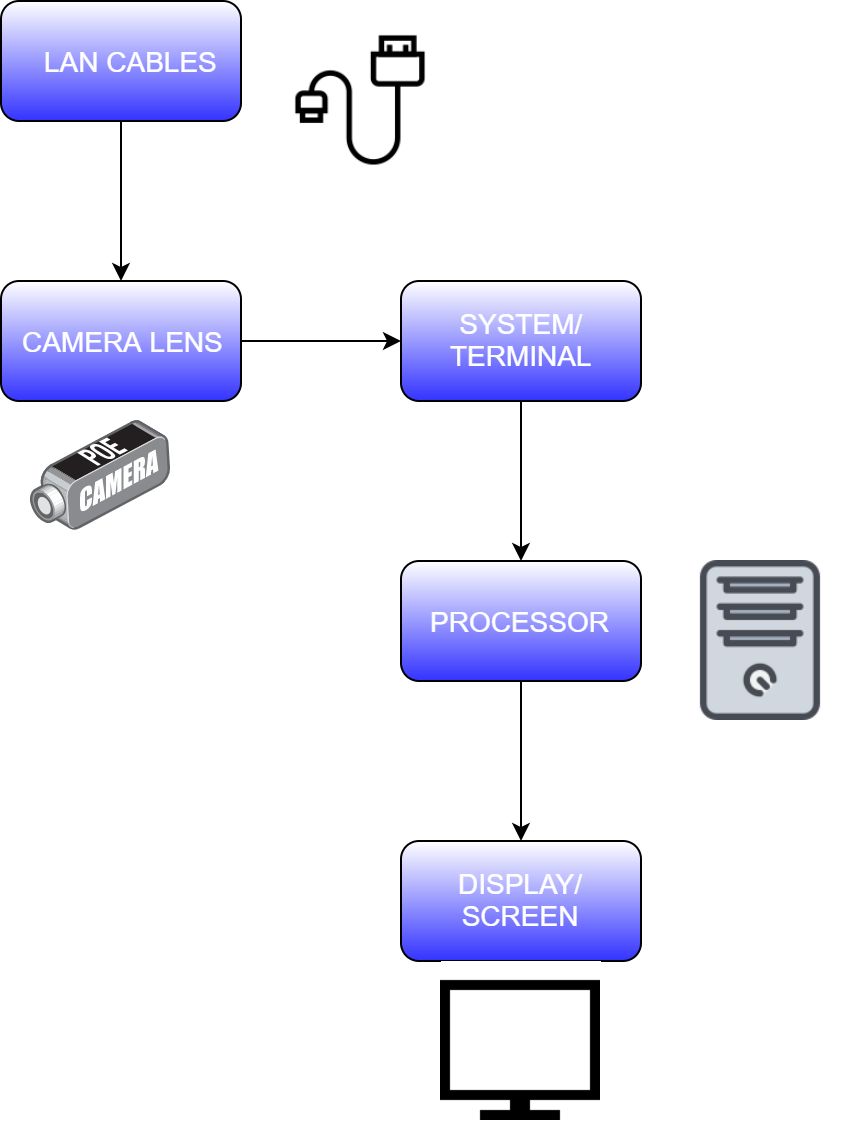 LAN CABLES
CAMERA LENS
SYSTEM/
TERMINAL
POE
CAMERA
PROCESSOR
DISPLAY/
SCREEN